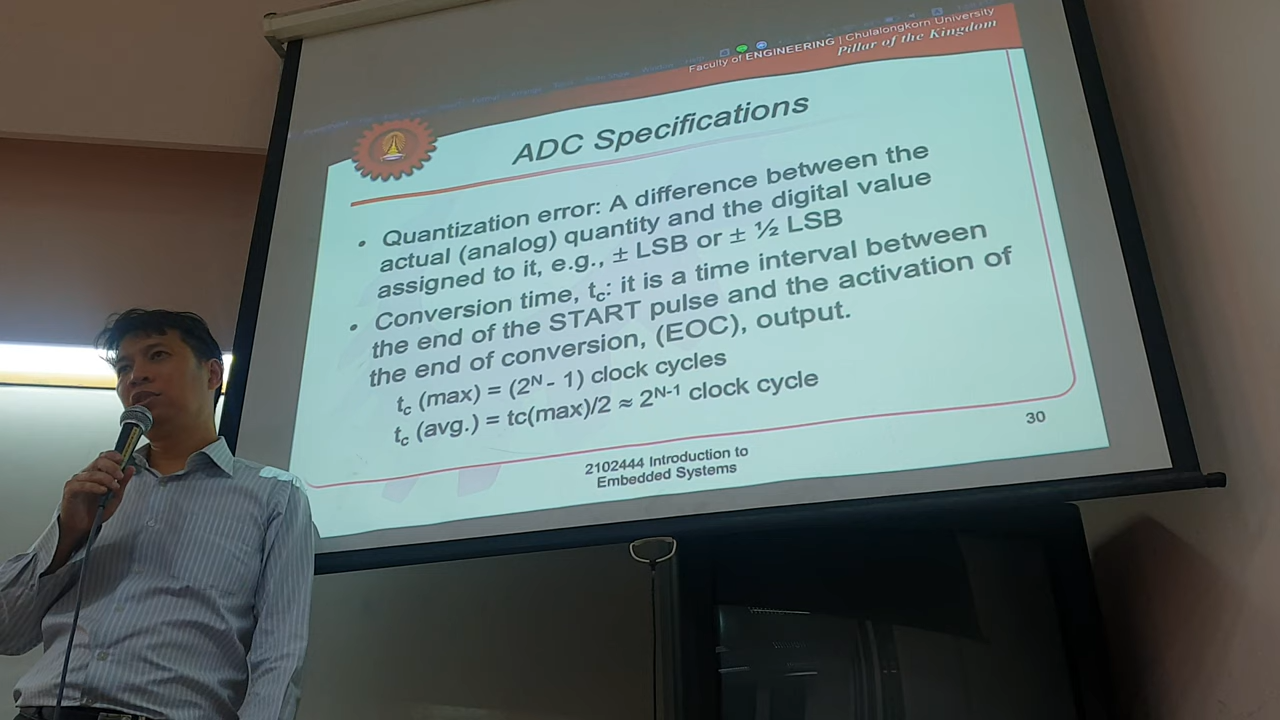 Faculty of ENGINEERING | Chulalongkorn University
Pillar of the Kingdom
ADC Specifications
• Quantization error: A difference between the
actual (analog) quantity and the digital value
assigned to it, e.g., ± LSB or ± ½ LSB
• Conversion time, tc: it is a time interval between
the end of the START pulse and the activation of
the end of conversion, (EOC), output.
tc (max) = (2^N - 1) clock cycles
tc (avg.) = tc(max)/2 ≈ 2^N-1 clock cycle
30
2102444 Introduction to
Embedded Systems